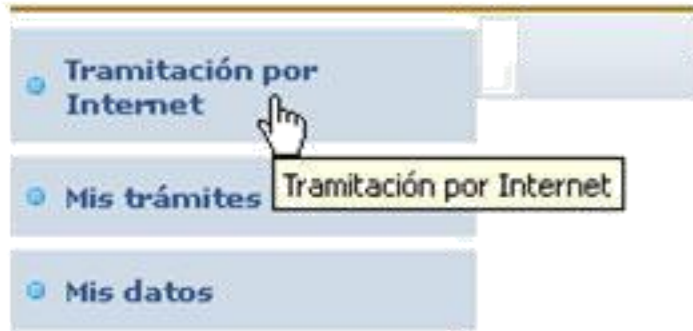 Tramitación por
Internet
Mis trámites
Tramitación por Internet
Mis datos